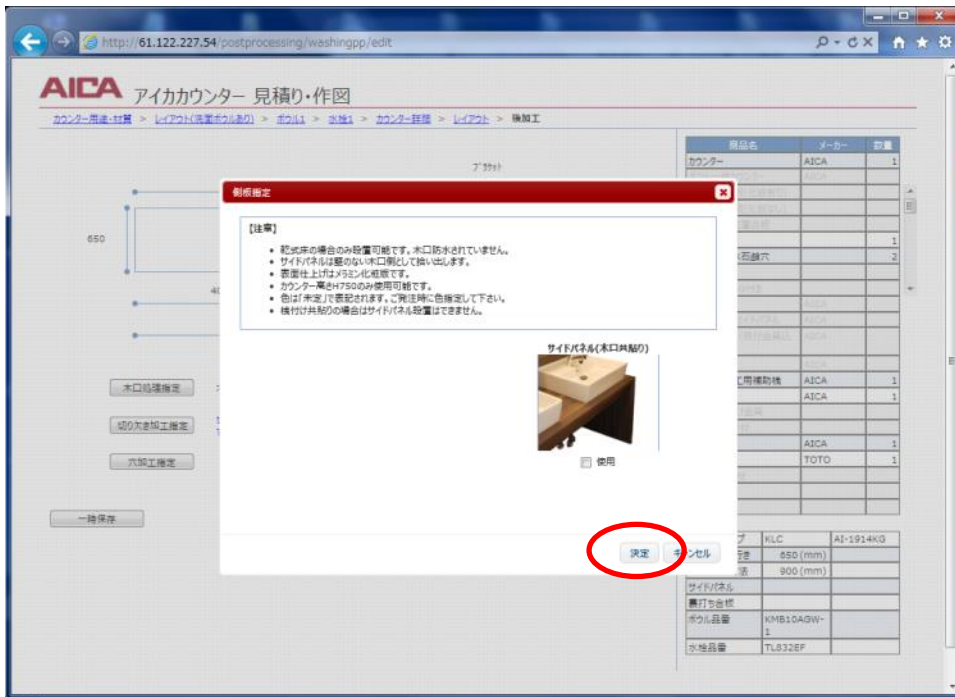 http://61.122.227.54/postprocessing/washingpp/edit
AICA アイカカウンター 見積り・作図
カウンター用途・材質 > レイアウト(洗面ボウルあり) > ボウル1 > 水栓1 > カウンター詳細 > レイアウト > 後加工
商品名 メーカー 数量
カウンター AICA 1
ﾌﾞﾗｹｯﾄ
側板指定
【注意】
• 乾式床の場合のみ設置可能です。木口防水されていません。
• サイドパネルは壁のない木口側として拾い出します。
• 表面仕上げはメラミン化粧版です。
• カウンター高さH750のみ使用可能です。
• 色は「未定」で表記されます。ご発注時に色指定して下さい。
• 検付け共貼りの場合はサイドパネル設置はできません。
650
1
石鹸穴 2
サイドパネル(木口共貼り)
木口処理指定
工用補助桟 AICA 1
AICA 1
切り欠き加工指定
AICA 1
穴加工指定
使用
TOTO 1
一時保存
決定 キャンセル
KLC AI-1914KG
650(mm)
900(mm)
サイドパネル
裏打ち合板
ボウル品番 KMB10AGW-1
水栓品番 TL832EF